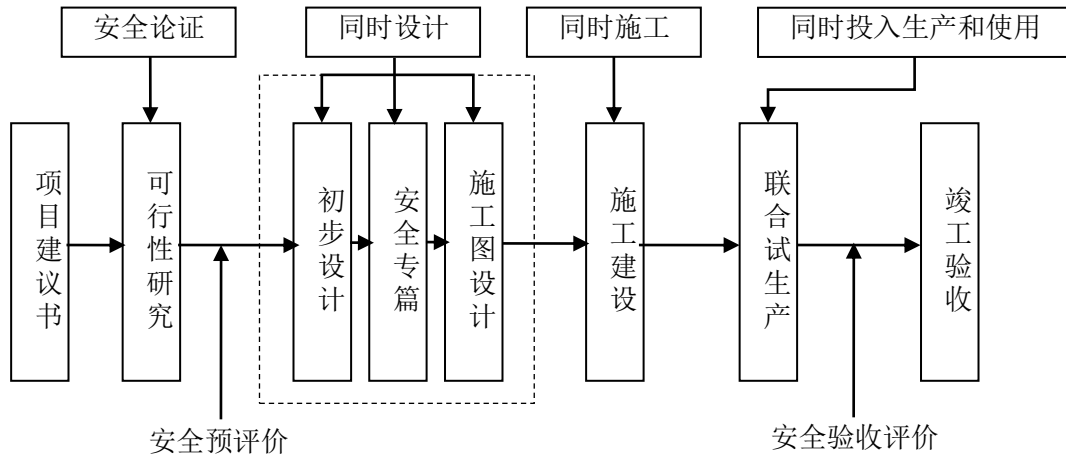 安全论证
同时设计
同时施工
同时投入生产和使用
项目建议书
可行性研究
初步设计
安全专篇
施工图设计
施工建设
联合试生产
竣工验收
安全预评价
安全验收评价